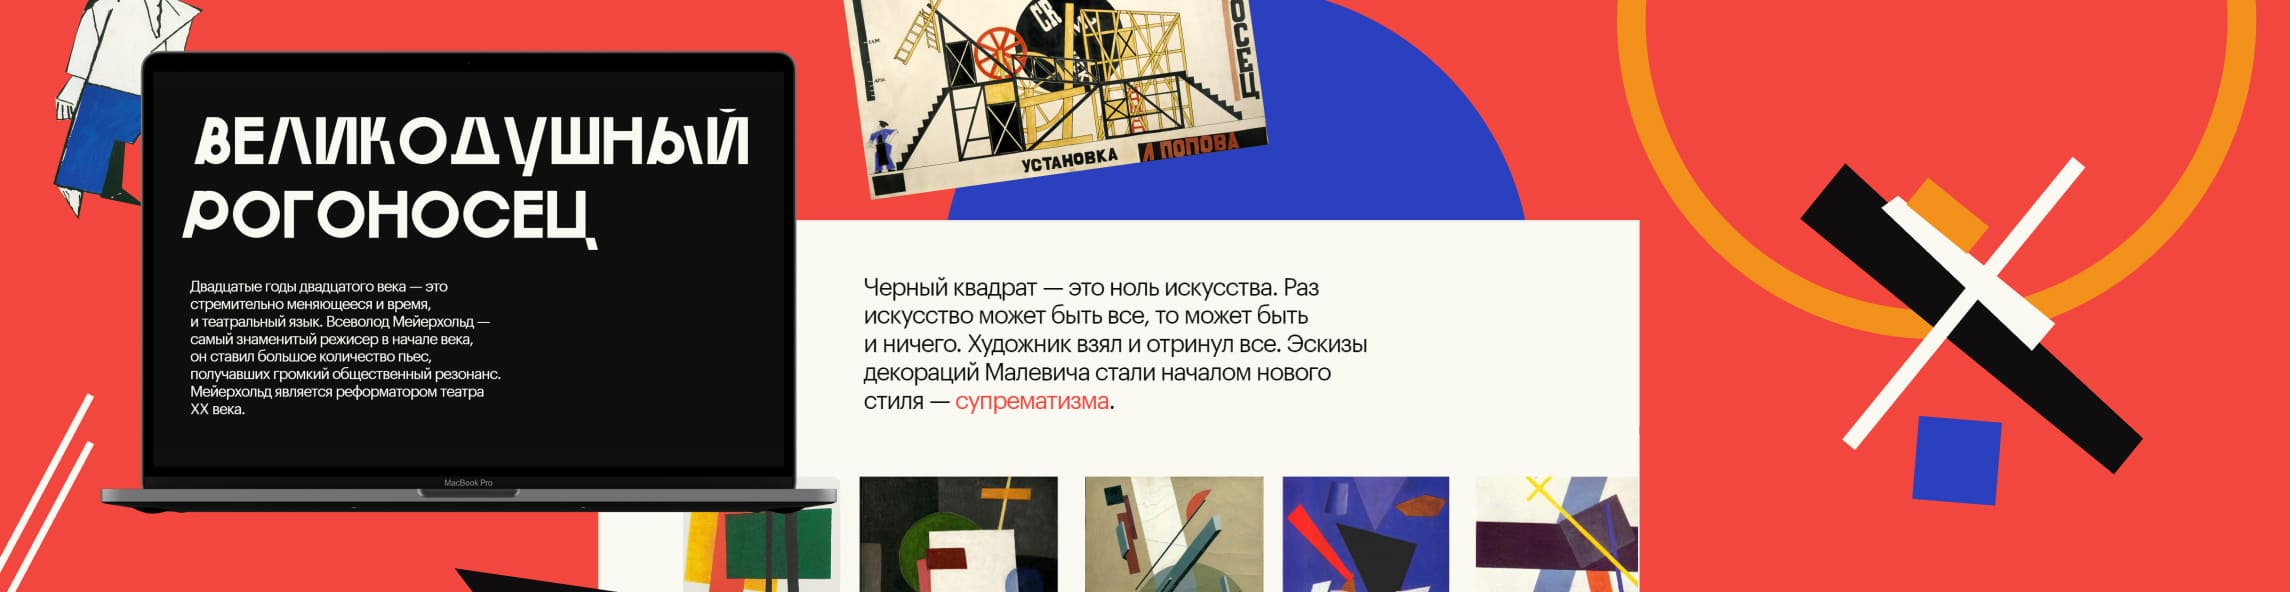 ВЕЛИКОДУШНЫЙ
РОГОНОСЕЦ
Двадцатые годы двадцатого века — это
стремительно меняющееся и время,
и театральный язык. Всеволод Мейерхольд —
самый знаменитый режисер в начале века,
он ставил большое количество пьес,
получавших громкий общественный резонанс.
Мейерхольд является реформатором театра
XX века.
MacBook Pro
CR
ОСЕЦ
УСТАНОВКА Л ПОПОВА
Черный квадрат — это ноль искусства. Раз
искусство может быть все, то может быть
и ничего. Художник взял и отринул все. Эскизы
декораций Малевича стали началом нового
стиля — супрематизма.